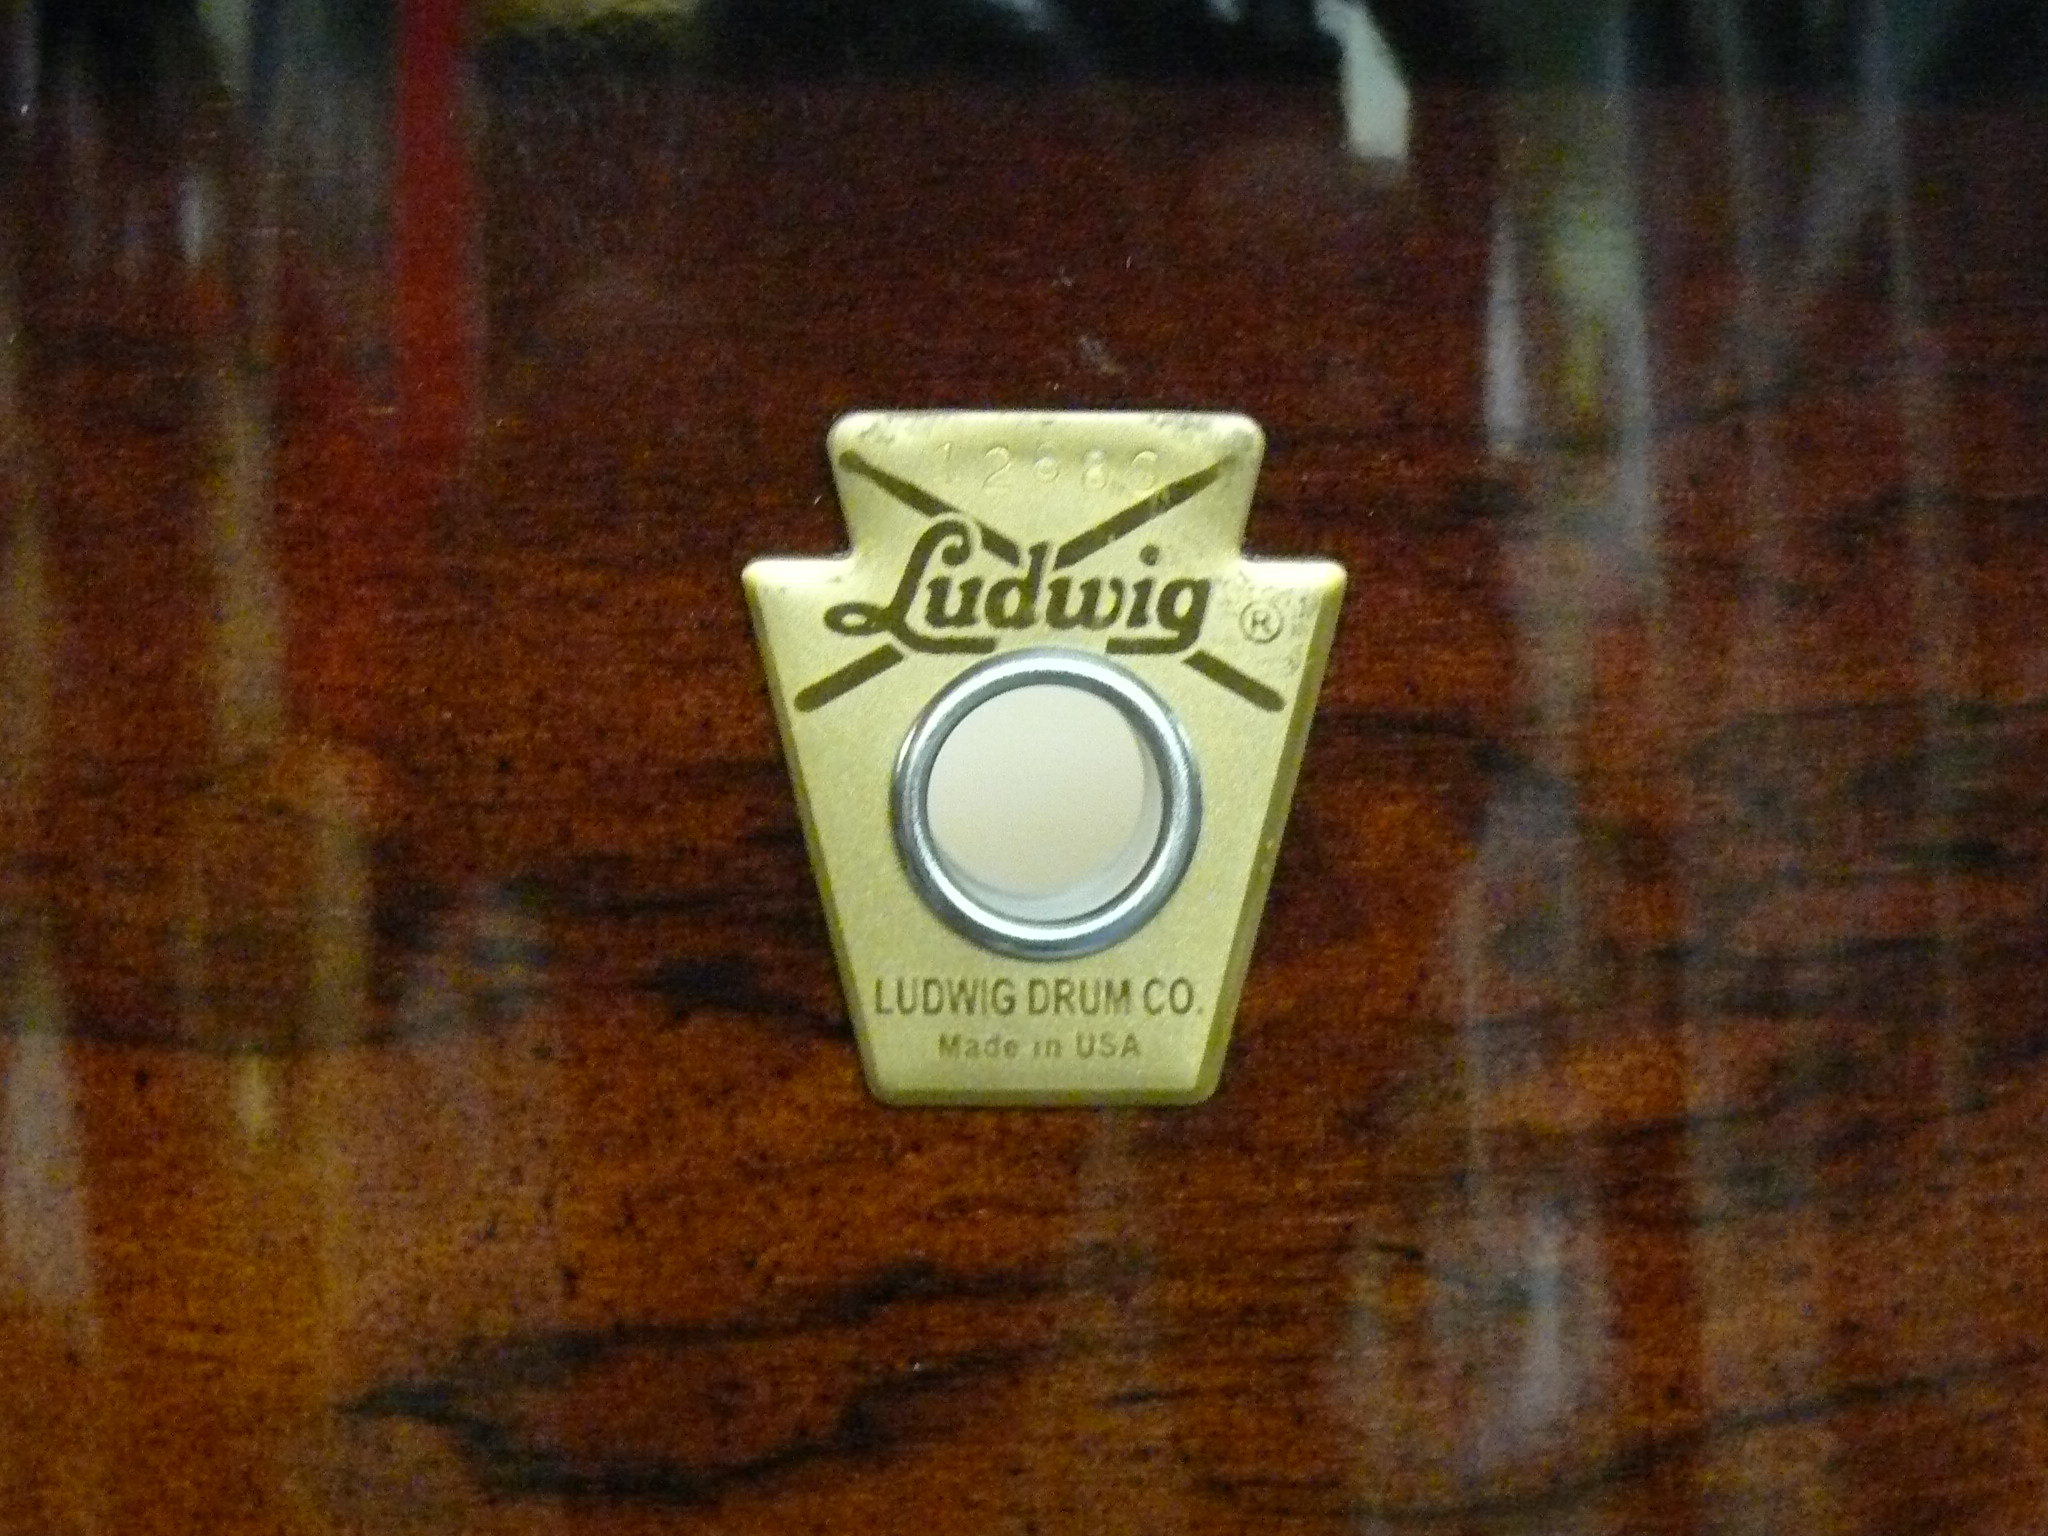 Ludwig ®
LUDWIG DRUM CO.
Made in USA